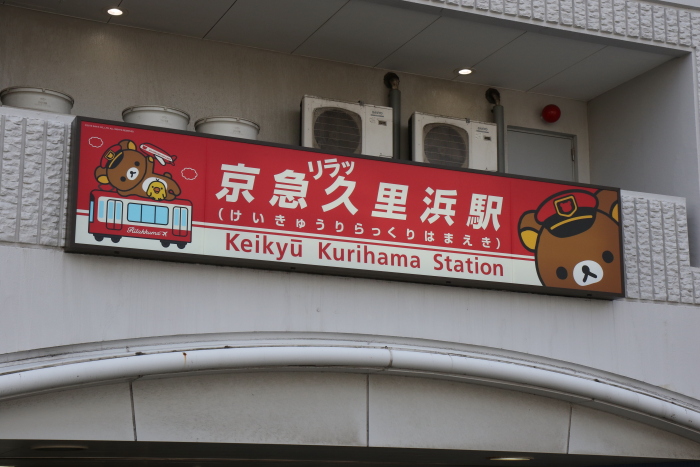 リラッ
京急久里浜駅
(けいきゅうりらっくりはまえき)
Keikyū Kurihama Station
Rilakkuma